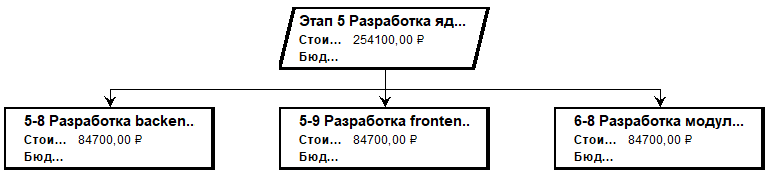 Этап 5 Разработка яд...
Стои... 254100,00 ₽
Бюд...
5-8 Разработка backen..
Стои... 84700,00 ₽
Бюд...
5-9 Разработка fronten..
Стои... 84700,00 ₽
Бюд...
6-8 Разработка модул...
Стои... 84700,00 ₽
Бюд...